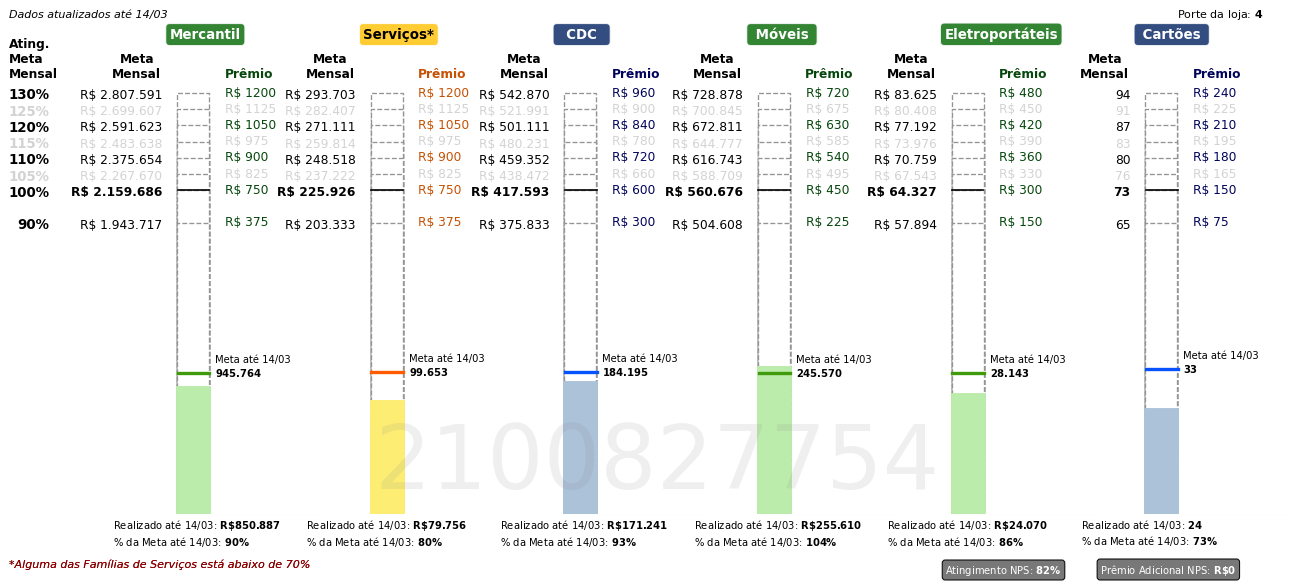 Dados atualizados até 14/03 Porte da loja: 4
Mercantil Serviços* CDC Móveis Eletroportáteis Cartões
Ating.
Meta Meta Meta Meta Meta Meta Meta
Mensal Mensal Prêmio Mensal Prêmio Mensal Prêmio Mensal Prêmio Mensal Prêmio Mensal Prêmio
130% R$ 2.807.591 R$ 1200 R$ 293.703 R$ 1200 R$ 542.870 R$ 960 R$ 728.878 R$ 720 R$ 83.625 R$ 480 94 R$ 240
125% R$ 2.699.607 R$ 1125 R$ 282.407 R$ 1125 R$ 521.991 R$ 900 R$ 700.845 R$ 675 R$ 80.408 R$ 450 91 R$ 225
120% R$ 2.591.623 R$ 1050 R$ 271.111 R$ 1050 R$ 501.111 R$ 840 R$ 672.811 R$ 630 R$ 77.192 R$ 420 87 R$ 210
115% R$ 2.483.638 R$ 975 R$ 259.814 R$ 975 R$ 480.231 R$ 780 R$ 644.777 R$ 585 R$ 73.976 R$ 390 83 R$ 195
110% R$ 2.375.654 R$ 900 R$ 248.518 R$ 900 R$ 459.352 R$ 720 R$ 616.743 R$ 540 R$ 70.759 R$ 360 80 R$ 180
105% R$ 2.267.670 R$ 825 R$ 237.222 R$ 825 R$ 438.472 R$ 660 R$ 588.709 R$ 495 R$ 67.543 R$ 330 76 R$ 165
100% R$ 2.159.686 R$ 750 R$ 225.926 R$ 750 R$ 417.593 R$ 600 R$ 560.676 R$ 450 R$ 64.327 R$ 300 73 R$ 150
90% R$ 1.943.717 R$ 375 R$ 203.333 R$ 375 R$ 375.833 R$ 300 R$ 504.608 R$ 225 R$ 57.894 R$ 150 65 R$ 75
Meta até 14/03 Meta até 14/03 Meta até 14/03 Meta até 14/03 Meta até 14/03 Meta até 14/03
945.764 99.653 184.195 245.570 28.143 33
2100827754
Realizado até 14/03: R$850.887 Realizado até 14/03: R$79.756 Realizado até 14/03: R$171.241 Realizado até 14/03: R$255.610 Realizado até 14/03: R$24.070 Realizado até 14/03: 24
% da Meta até 14/03: 90% % da Meta até 14/03: 80% % da Meta até 14/03: 93% % da Meta até 14/03: 104% % da Meta até 14/03: 86% % da Meta até 14/03: 73%
*Alguma das Famílias de Serviços está abaixo de 70% Atingimento NPS: 82% Prêmio Adicional NPS: R$0